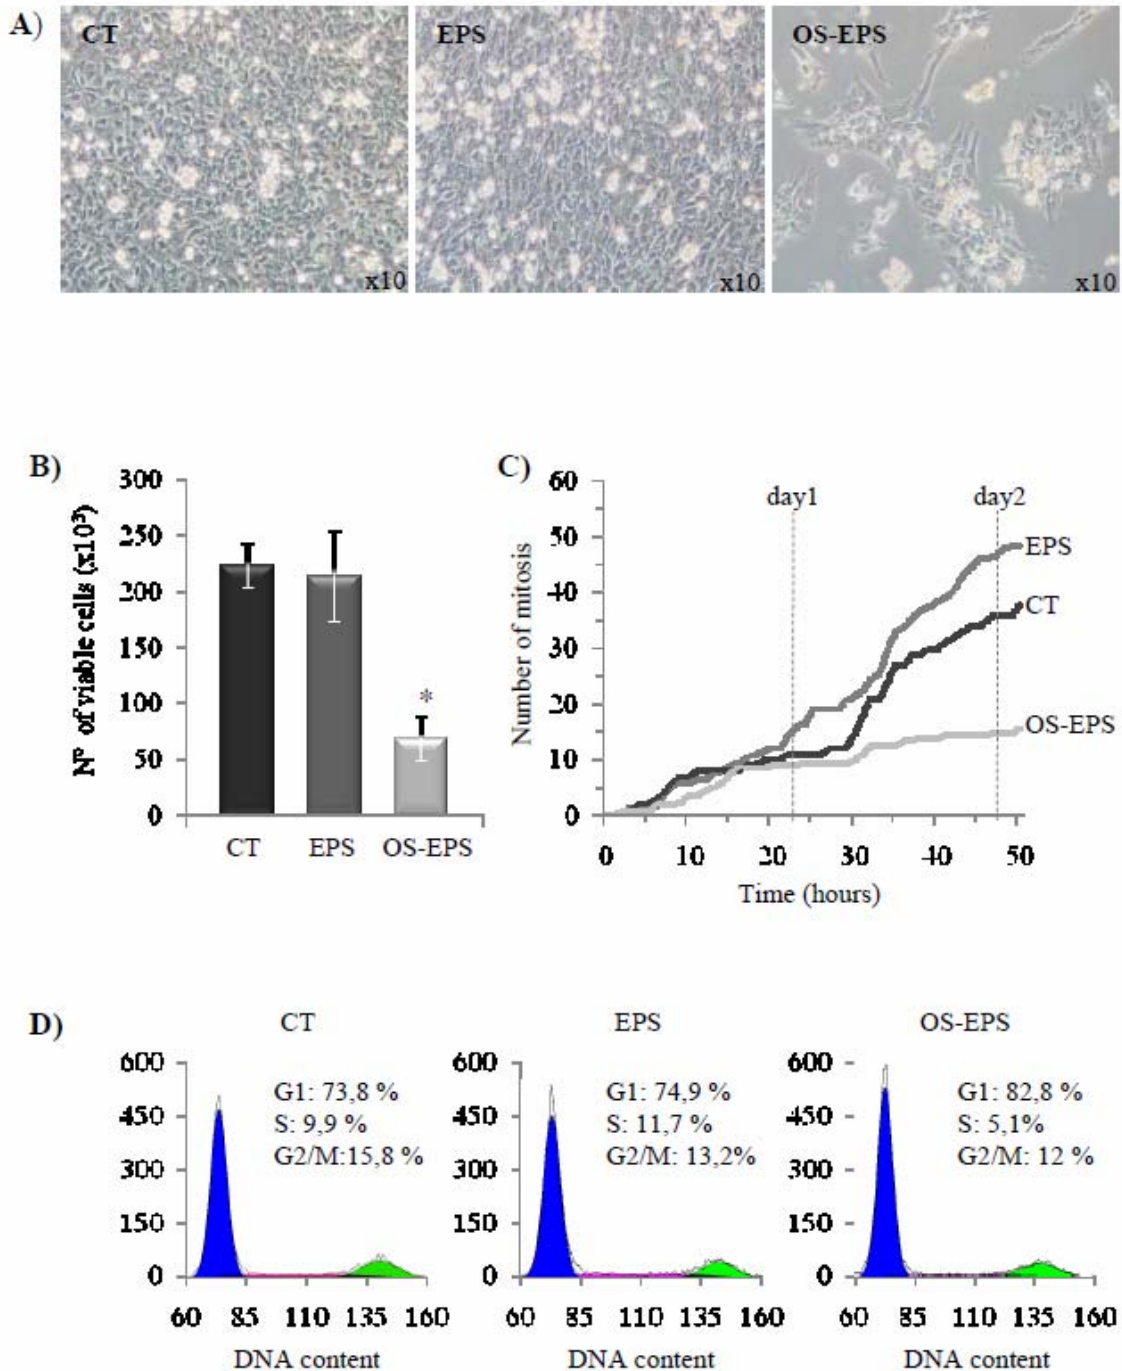 A)
CT
EPS
OS-EPS
x10
x10
x10
B)
N° of viable cells (x10³)
300
250
200
150
100
50
0
*
CT
EPS
OS-EPS
C)
Number of mitosis
60
50
40
30
20
10
0
day1
day2
EPS
CT
OS-EPS
0 10 20 30 40 50
Time (hours)
D)
CT
600
450
300
150
0
G1: 73,8 %
S: 9,9 %
G2/M:15,8 %
60 85 110 135 160
DNA content
EPS
600
450
300
150
0
G1: 74,9 %
S: 11,7 %
G2/M: 13,2%
60 85 110 135 160
DNA content
OS-EPS
600
450
300
150
0
G1: 82,8 %
S: 5,1%
G2/M: 12 %
60 85 110 135 160
DNA content